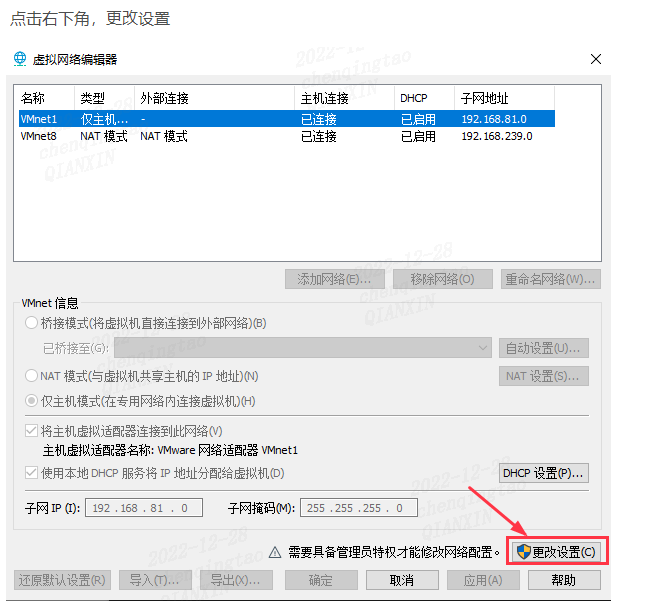 点击右下角，更改设置
虚拟网络编辑器
名称 类型 外部连接 主机连接 DHCP 子网地址
VMnet1 仅主机... - 已连接 已启用 192.168.81.0
VMnet8 NAT 模式 NAT 模式 已连接 已启用 192.168.239.0
添加网络(E)... 移除网络(O) 重命名网络(W)...
VMnet 信息
桥接模式(将虚拟机直接连接到外部网络)(B)
已桥接至(G): 自动设置(U)...
NAT 模式(与虚拟机共享主机的 IP 地址)(N) NAT 设置(S)...
仅主机模式(在专用网络内连接虚拟机)(H)
将主机虚拟适配器连接到此网络(V)
主机虚拟适配器名称: VMware 网络适配器 VMnet1
使用本地 DHCP 服务将 IP 地址分配给虚拟机(D) DHCP 设置(P)...
子网 IP (I): 192 . 168 . 81 . 0 子网掩码(M): 255 . 255 . 255 . 0
需要具备管理员特权才能修改网络配置。 更改设置(C)
还原默认设置(R) 导入(T)... 导出(X)... 确定 取消 应用(A) 帮助
2022-12-28
chenqingtao
QIANXIN